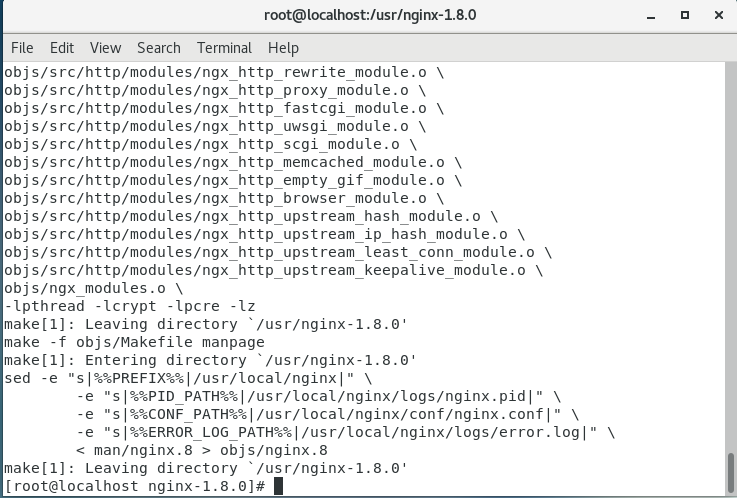 root@localhost:/usr/nginx-1.8.0
File Edit View Search Terminal Help
objs/src/http/modules/ngx_http_rewrite_module.o \
objs/src/http/modules/ngx_http_proxy_module.o \
objs/src/http/modules/ngx_http_fastcgi_module.o \
objs/src/http/modules/ngx_http_uwsgi_module.o \
objs/src/http/modules/ngx_http_scgi_module.o \
objs/src/http/modules/ngx_http_memcached_module.o \
objs/src/http/modules/ngx_http_empty_gif_module.o \
objs/src/http/modules/ngx_http_browser_module.o \
objs/src/http/modules/ngx_http_upstream_hash_module.o \
objs/src/http/modules/ngx_http_upstream_ip_hash_module.o \
objs/src/http/modules/ngx_http_upstream_least_conn_module.o \
objs/src/http/modules/ngx_http_upstream_keepalive_module.o \
objs/ngx_modules.o \
-lpthread -lcrypt -lpcre -lz
make[1]: Leaving directory `/usr/nginx-1.8.0'
make -f objs/Makefile manpage
make[1]: Entering directory `/usr/nginx-1.8.0'
sed -e "s|%%PREFIX%%|/usr/local/nginx|" \
        -e "s|%%PID_PATH%%|/usr/local/nginx/logs/nginx.pid|" \
        -e "s|%%CONF_PATH%%|/usr/local/nginx/conf/nginx.conf|" \
        -e "s|%%ERROR_LOG_PATH%%|/usr/local/nginx/logs/error.log|" \
        < man/nginx.8 > objs/nginx.8
make[1]: Leaving directory `/usr/nginx-1.8.0'
[root@localhost nginx-1.8.0]#